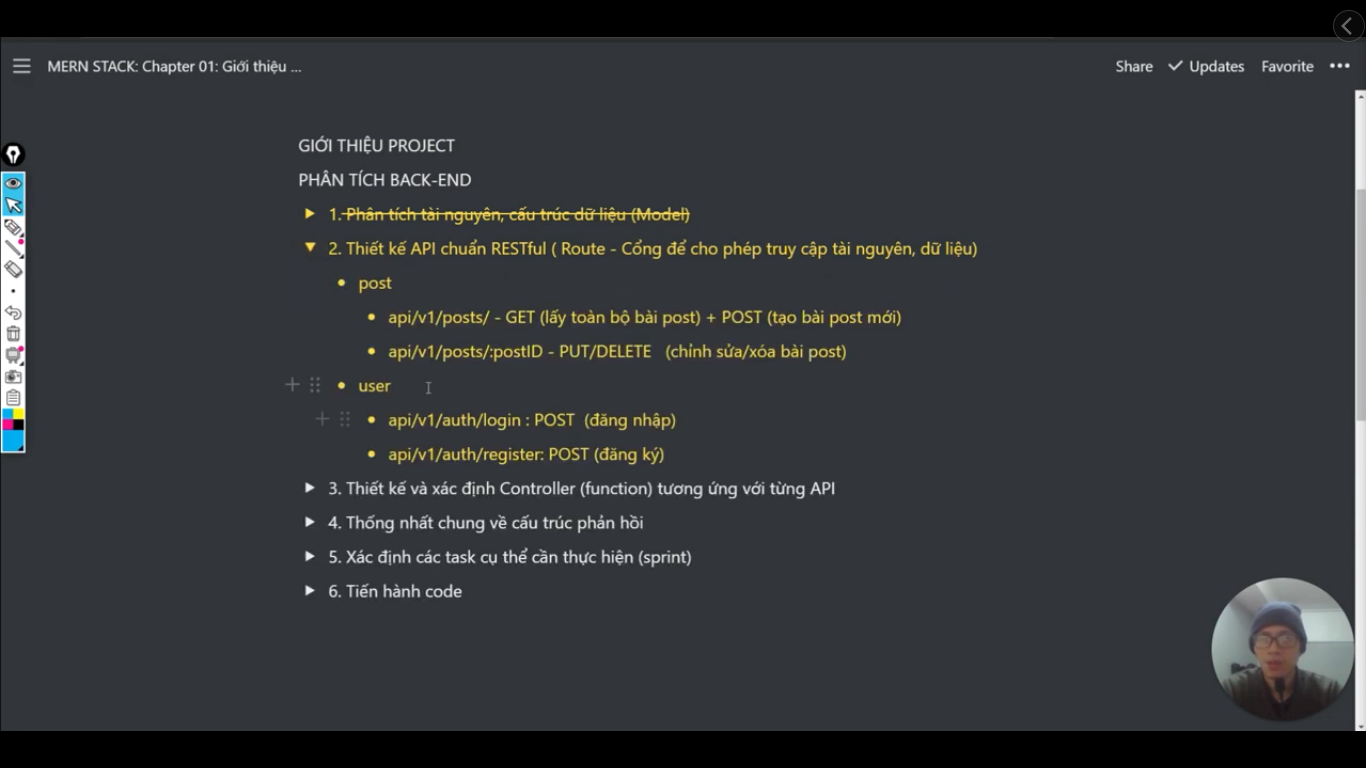 MERN STACK: Chapter 01: Giới thiệu ...
Share Updates Favorite
GIỚI THIỆU PROJECT
PHÂN TÍCH BACK-END
1. Phân tích tài nguyên, cấu trúc dữ liệu (Model)
2. Thiết kế API chuẩn RESTful ( Route - Cổng để cho phép truy cập tài nguyên, dữ liệu)
post
api/v1/posts/ - GET (lấy toàn bộ bài post) + POST (tạo bài post mới)
api/v1/posts/:postID - PUT/DELETE (chỉnh sửa/xóa bài post)
user
api/v1/auth/login : POST (đăng nhập)
api/v1/auth/register: POST (đăng ký)
3. Thiết kế và xác định Controller (function) tương ứng với từng API
4. Thống nhất chung về cấu trúc phản hồi
5. Xác định các task cụ thể cần thực hiện (sprint)
6. Tiến hành code